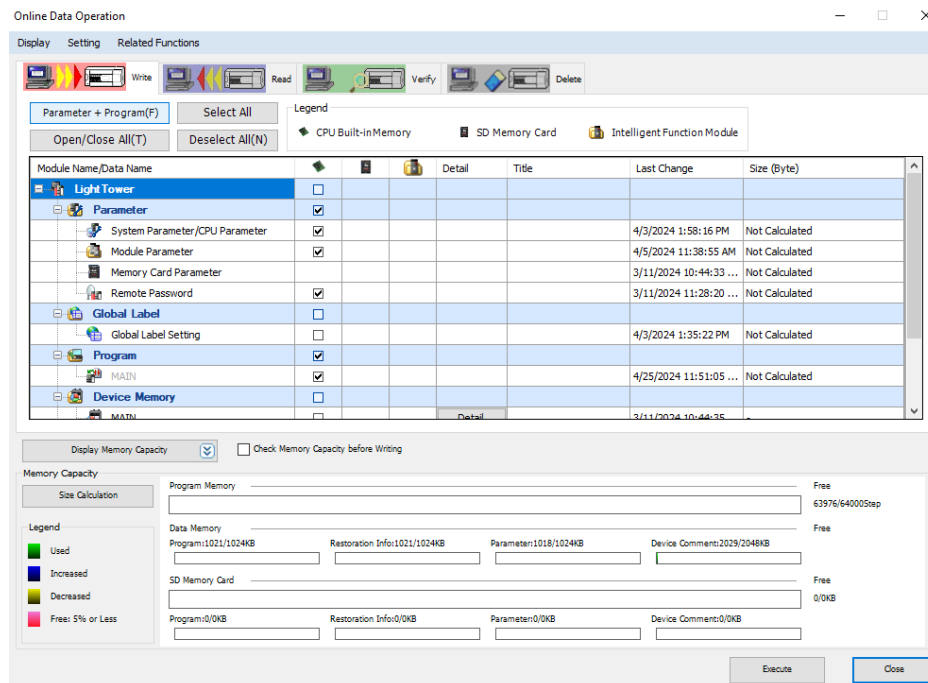 Online Data Operation
Display Setting Related Functions
Write Read Verify Delete
Parameter + Program(F) Select All Legend
Open/Close All(T) Deselect All(N) CPU Built-inMemory SD Memory Card Intelligent Function Module
Module Name/Data Name Detail Title Last Change Size (Byte)
LightTower
Parameter
System Parameter/CPU Parameter 4/3/2024 1:58:16 PM Not Calculated
Module Parameter 4/5/2024 11:38:55 AM Not Calculated
Memory Card Parameter 3/11/2024 10:44:33 ... Not Calculated
Remote Password 3/11/2024 11:28:20 ... Not Calculated
Global Label
Global Label Setting 4/3/2024 1:35:22 PM Not Calculated
Program
MAIN 4/25/2024 11:51:05 ... Not Calculated
Device Memory
MAIN Detail 3/11/2024 10:44:35 -
Display Memory Capacity Check Memory Capacity before Writing
Memory Capacity
Size Calculation Program Memory Free
63976/64000Step
Legend Data Memory Free
Program:1021/1024KB Restoration Info:1021/1024KB Parameter:1018/1024KB Device Comment:2029/2048KB
Used
Increased SD Memory Card Free
Decreased 0/0KB
Free: 5% or Less Program:0/0KB Restoration Info:0/0KB Parameter:0/0KB Device Comment:0/0KB
Execute Close